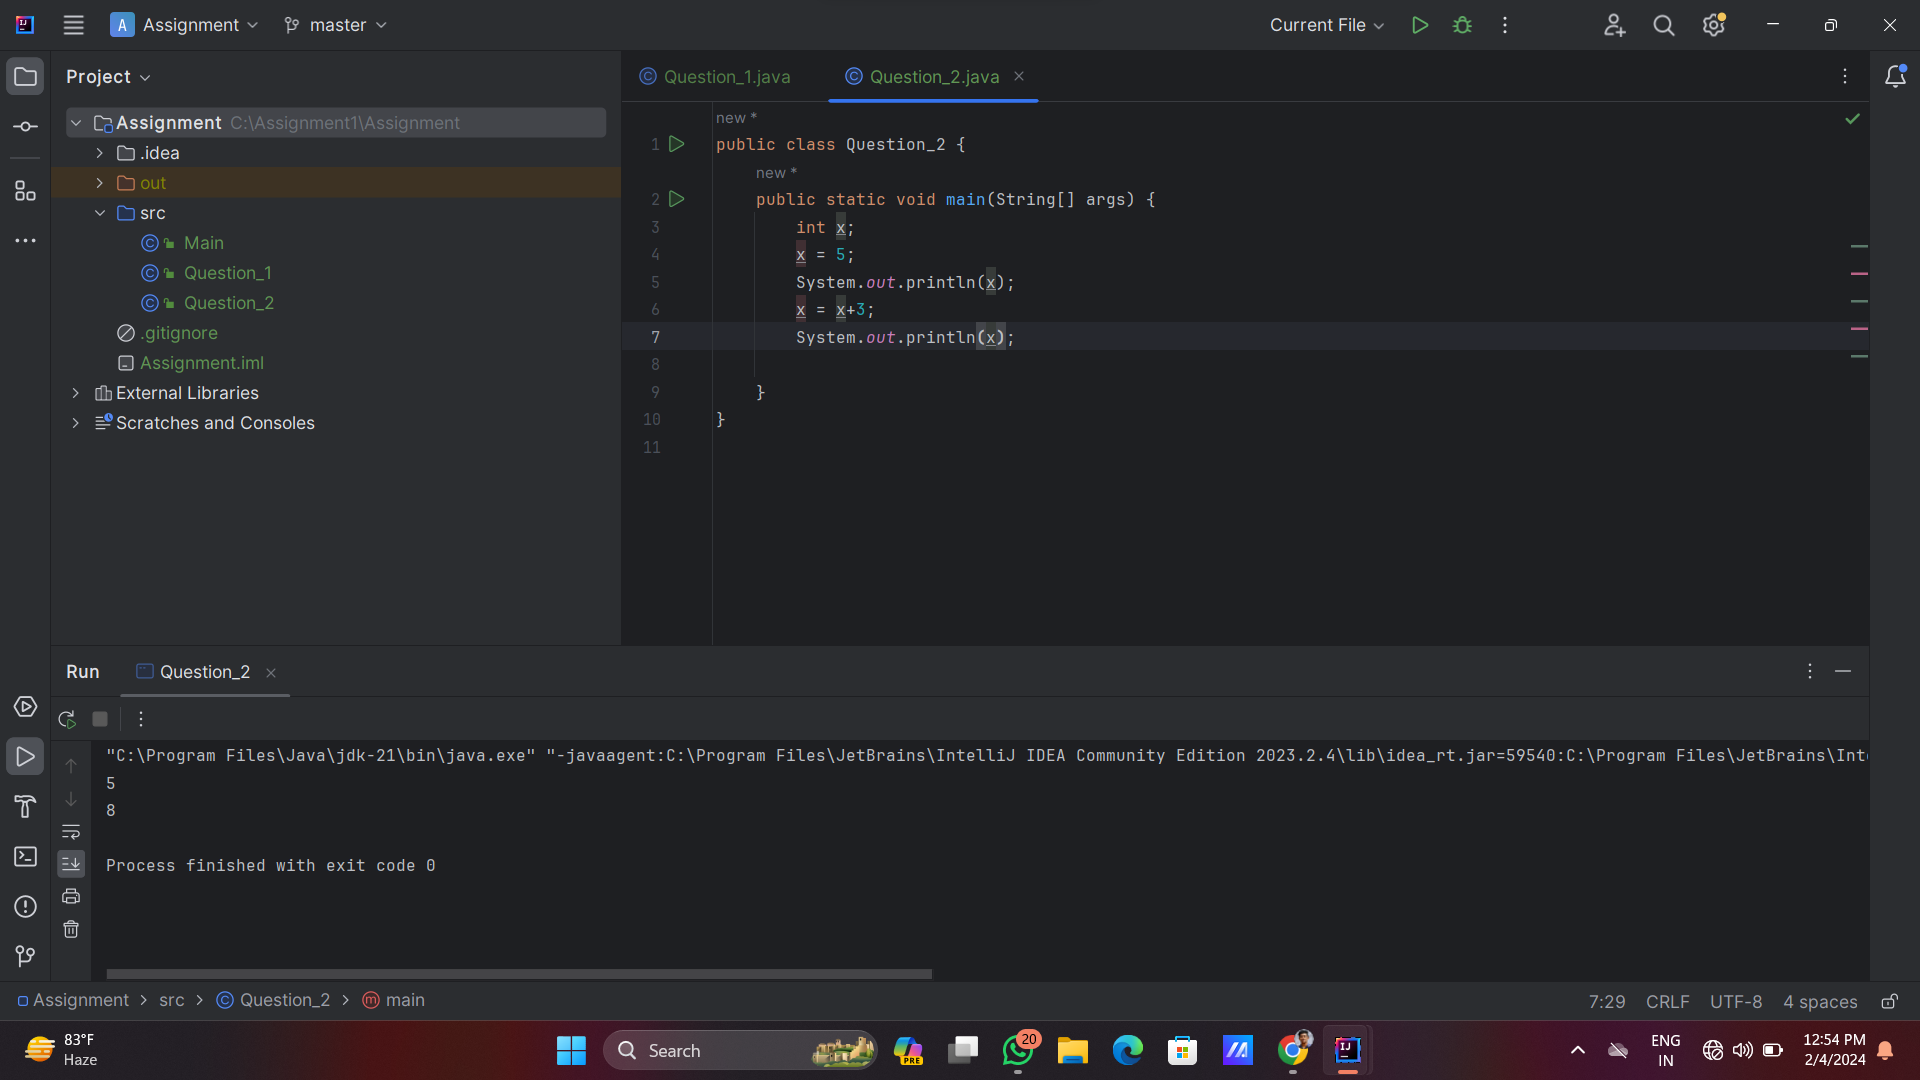 A Assignment master Current File
Project
Question_1.java Question_2.java
Assignment C:\Assignment1\Assignment
.idea
out
src
Main
Question_1
Question_2
.gitignore
Assignment.iml
External Libraries
Scratches and Consoles
new *
1 public class Question_2 {
new *
2 public static void main(String[] args) {
3 int x;
4 x = 5;
5 System.out.println(x);
6 x = x+3;
7 System.out.println(x);
8
9 }
10 }
11
Run Question_2
"C:\Program Files\Java\jdk-21\bin\java.exe" "-javaagent:C:\Program Files\JetBrains\IntelliJ IDEA Community Edition 2023.2.4\lib\idea_rt.jar=59540:C:\Program Files\JetBrains\Int
5
8
Process finished with exit code 0
Assignment > src > Question_2 > main 7:29 CRLF UTF-8 4 spaces
83°F
Haze
Search
PRE
20
ENG
IN
12:54 PM
2/4/2024